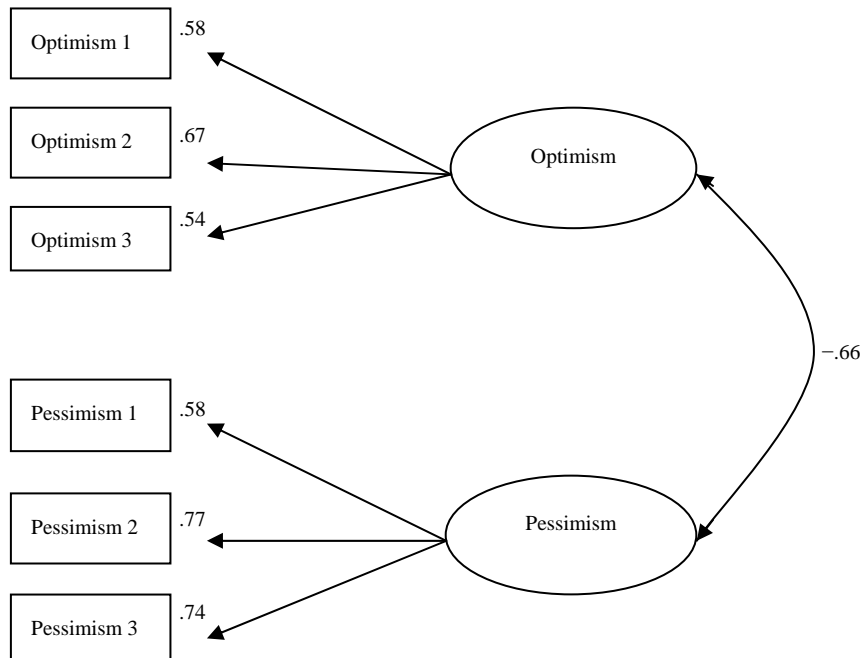 Optimism 1
.58
Optimism 2
.67
Optimism 3
.54
Optimism
−.66
Pessimism 1
.58
Pessimism 2
.77
Pessimism 3
.74
Pessimism